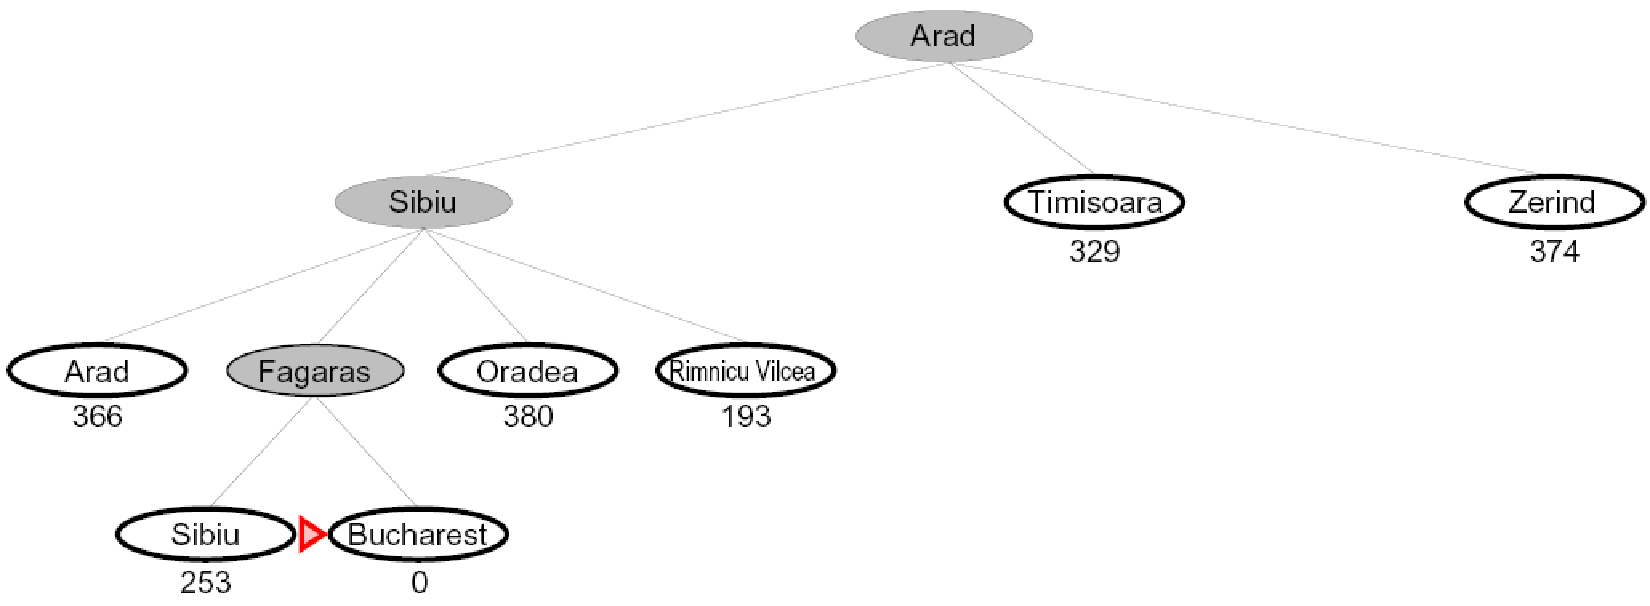 Arad
Sibiu
Timisoara
Zerind
329
374
Arad
Fagaras
Oradea
Rimnicu Vilcea
366
380
193
Sibiu
Bucharest
253
0